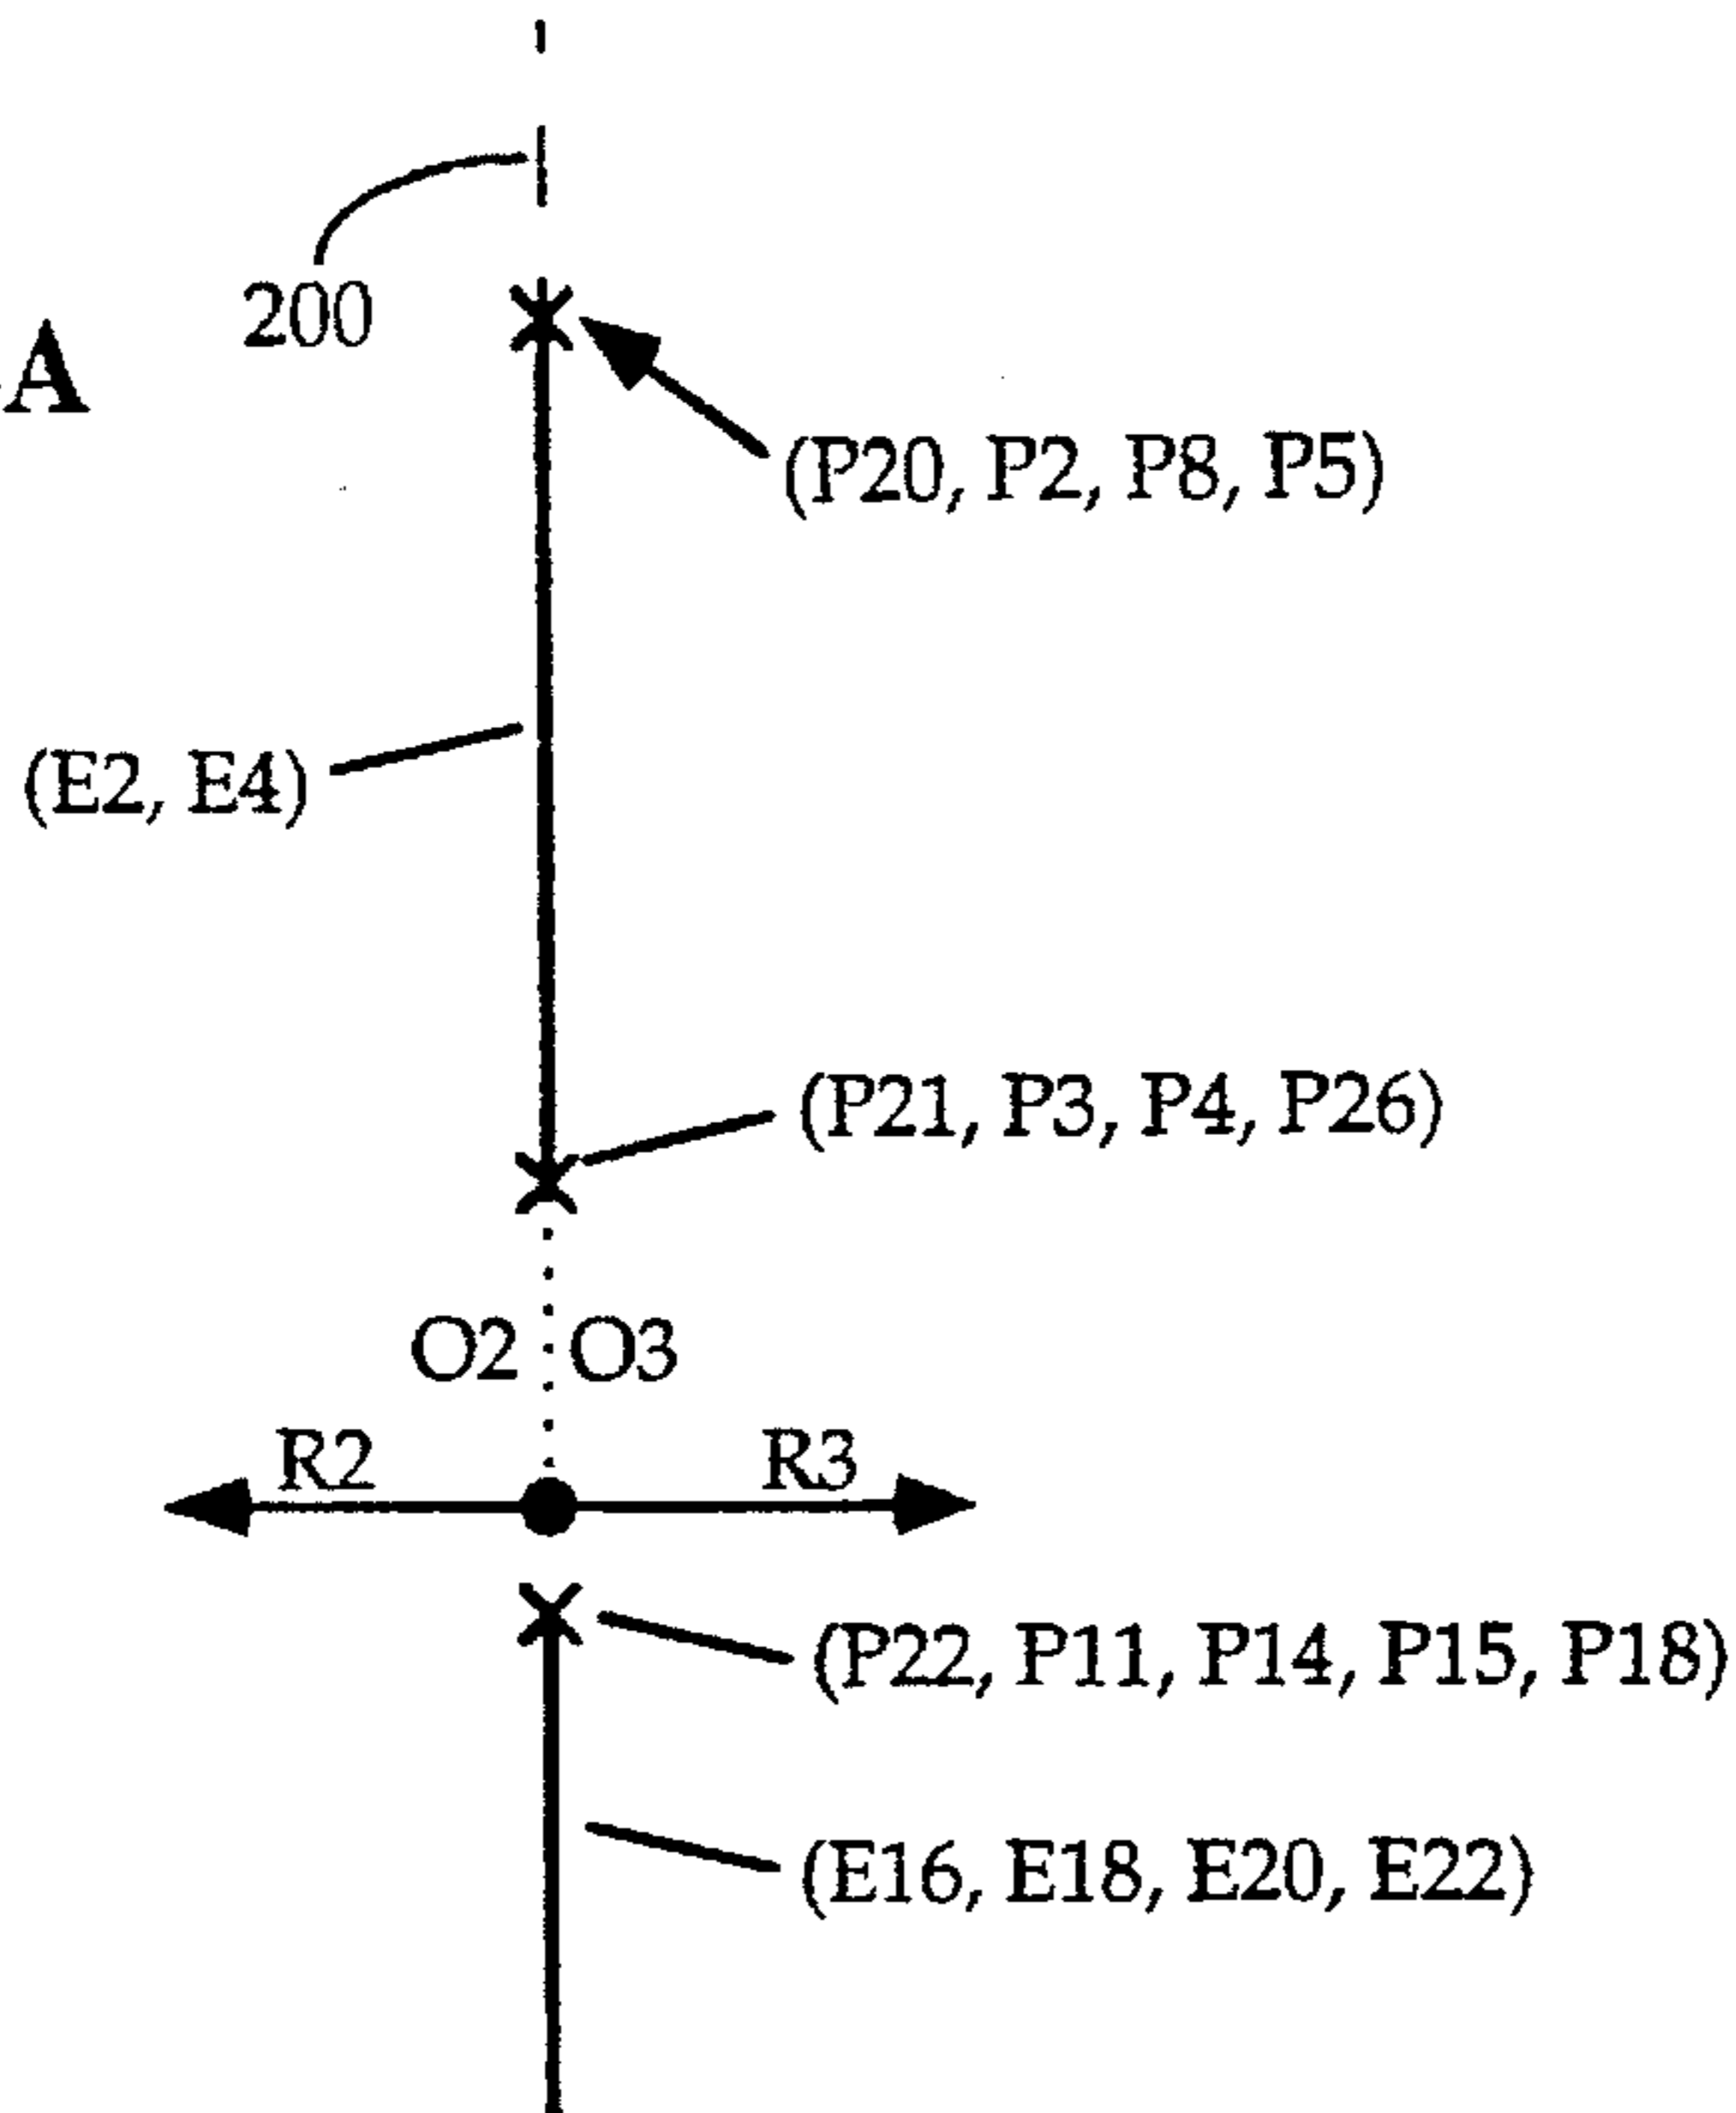 200
A
(P20, P2, P8, P5)
(E2, E4)
(P21, P3, P4, P26)
O2 O3
R2 R3
(P22, P11, P14, P15, P18)
(E16, E18, E20, E22)